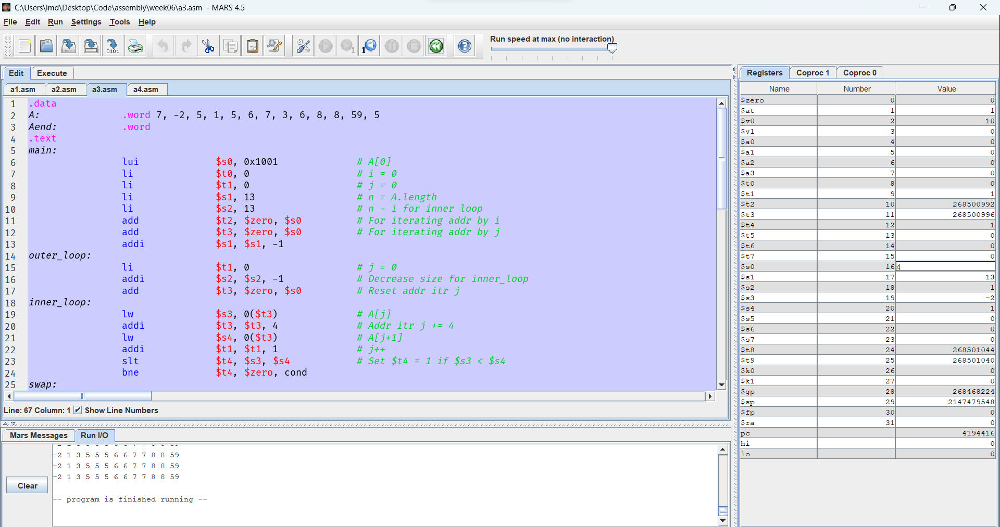 C:\Users\lmd\Desktop\Code\assembly\week06\a3.asm - MARS 4.5
File Edit Run Settings Tools Help
Run speed at max (no interaction)
Edit Execute
a1.asm a2.asm a3.asm a4.asm
1 .data
2 A: .word 7, -2, 5, 1, 5, 6, 7, 3, 6, 8, 8, 59, 5
3 Aend: .word
4 .text
5 main:
6 lui $s0, 0x1001 # A[0]
7 li $t0, 0 # i = 0
8 li $t1, 0 # j = 0
9 li $s1, 13 # n = A.length
10 li $s2, 13 # n - i for inner loop
11 add $t2, $zero, $s0 # For iterating addr by i
12 add $t3, $zero, $s0 # For iterating addr by j
13 addi $s1, $s1, -1
14 outer_loop:
15 li $t1, 0 # j = 0
16 addi $s2, $s2, -1 # Decrease size for inner_loop
17 add $t3, $zero, $s0 # Reset addr itr j
18 inner_loop:
19 lw $s3, 0($t3) # A[j]
20 addi $t3, $t3, 4 # Addr itr j += 4
21 lw $s4, 0($t3) # A[j+1]
22 addi $t1, $t1, 1 # j++
23 slt $t4, $s3, $s4 # Set $t4 = 1 if $s3 < $s4
24 bne $t4, $zero, cond
25 swap:
Line: 67 Column: 1 Show Line Numbers
Mars Messages Run I/O
Clear
-2 1 3 5 5 5 6 6 7 7 8 8 59
-2 1 3 5 5 5 6 6 7 7 8 8 59
-2 1 3 5 5 5 6 6 7 7 8 8 59
-- program is finished running --
Registers Coproc 1 Coproc 0
Name Number Value
$zero 0 0
$at 1 1
$v0 2 10
$v1 3 0
$a0 4 0
$a1 5 0
$a2 6 0
$a3 7 0
$t0 8 0
$t1 9 1
$t2 10 268500992
$t3 11 268500996
$t4 12 1
$t5 13 0
$t6 14 0
$t7 15 0
$s0 16 4
$s1 17 13
$s2 18 1
$s3 19 -2
$s4 20 1
$s5 21 0
$s6 22 0
$s7 23 0
$t8 24 268501044
$t9 25 268501040
$k0 26 0
$k1 27 0
$gp 28 268468224
$sp 29 2147479548
$fp 30 0
$ra 31 0
pc 4194416
hi 0
lo 0